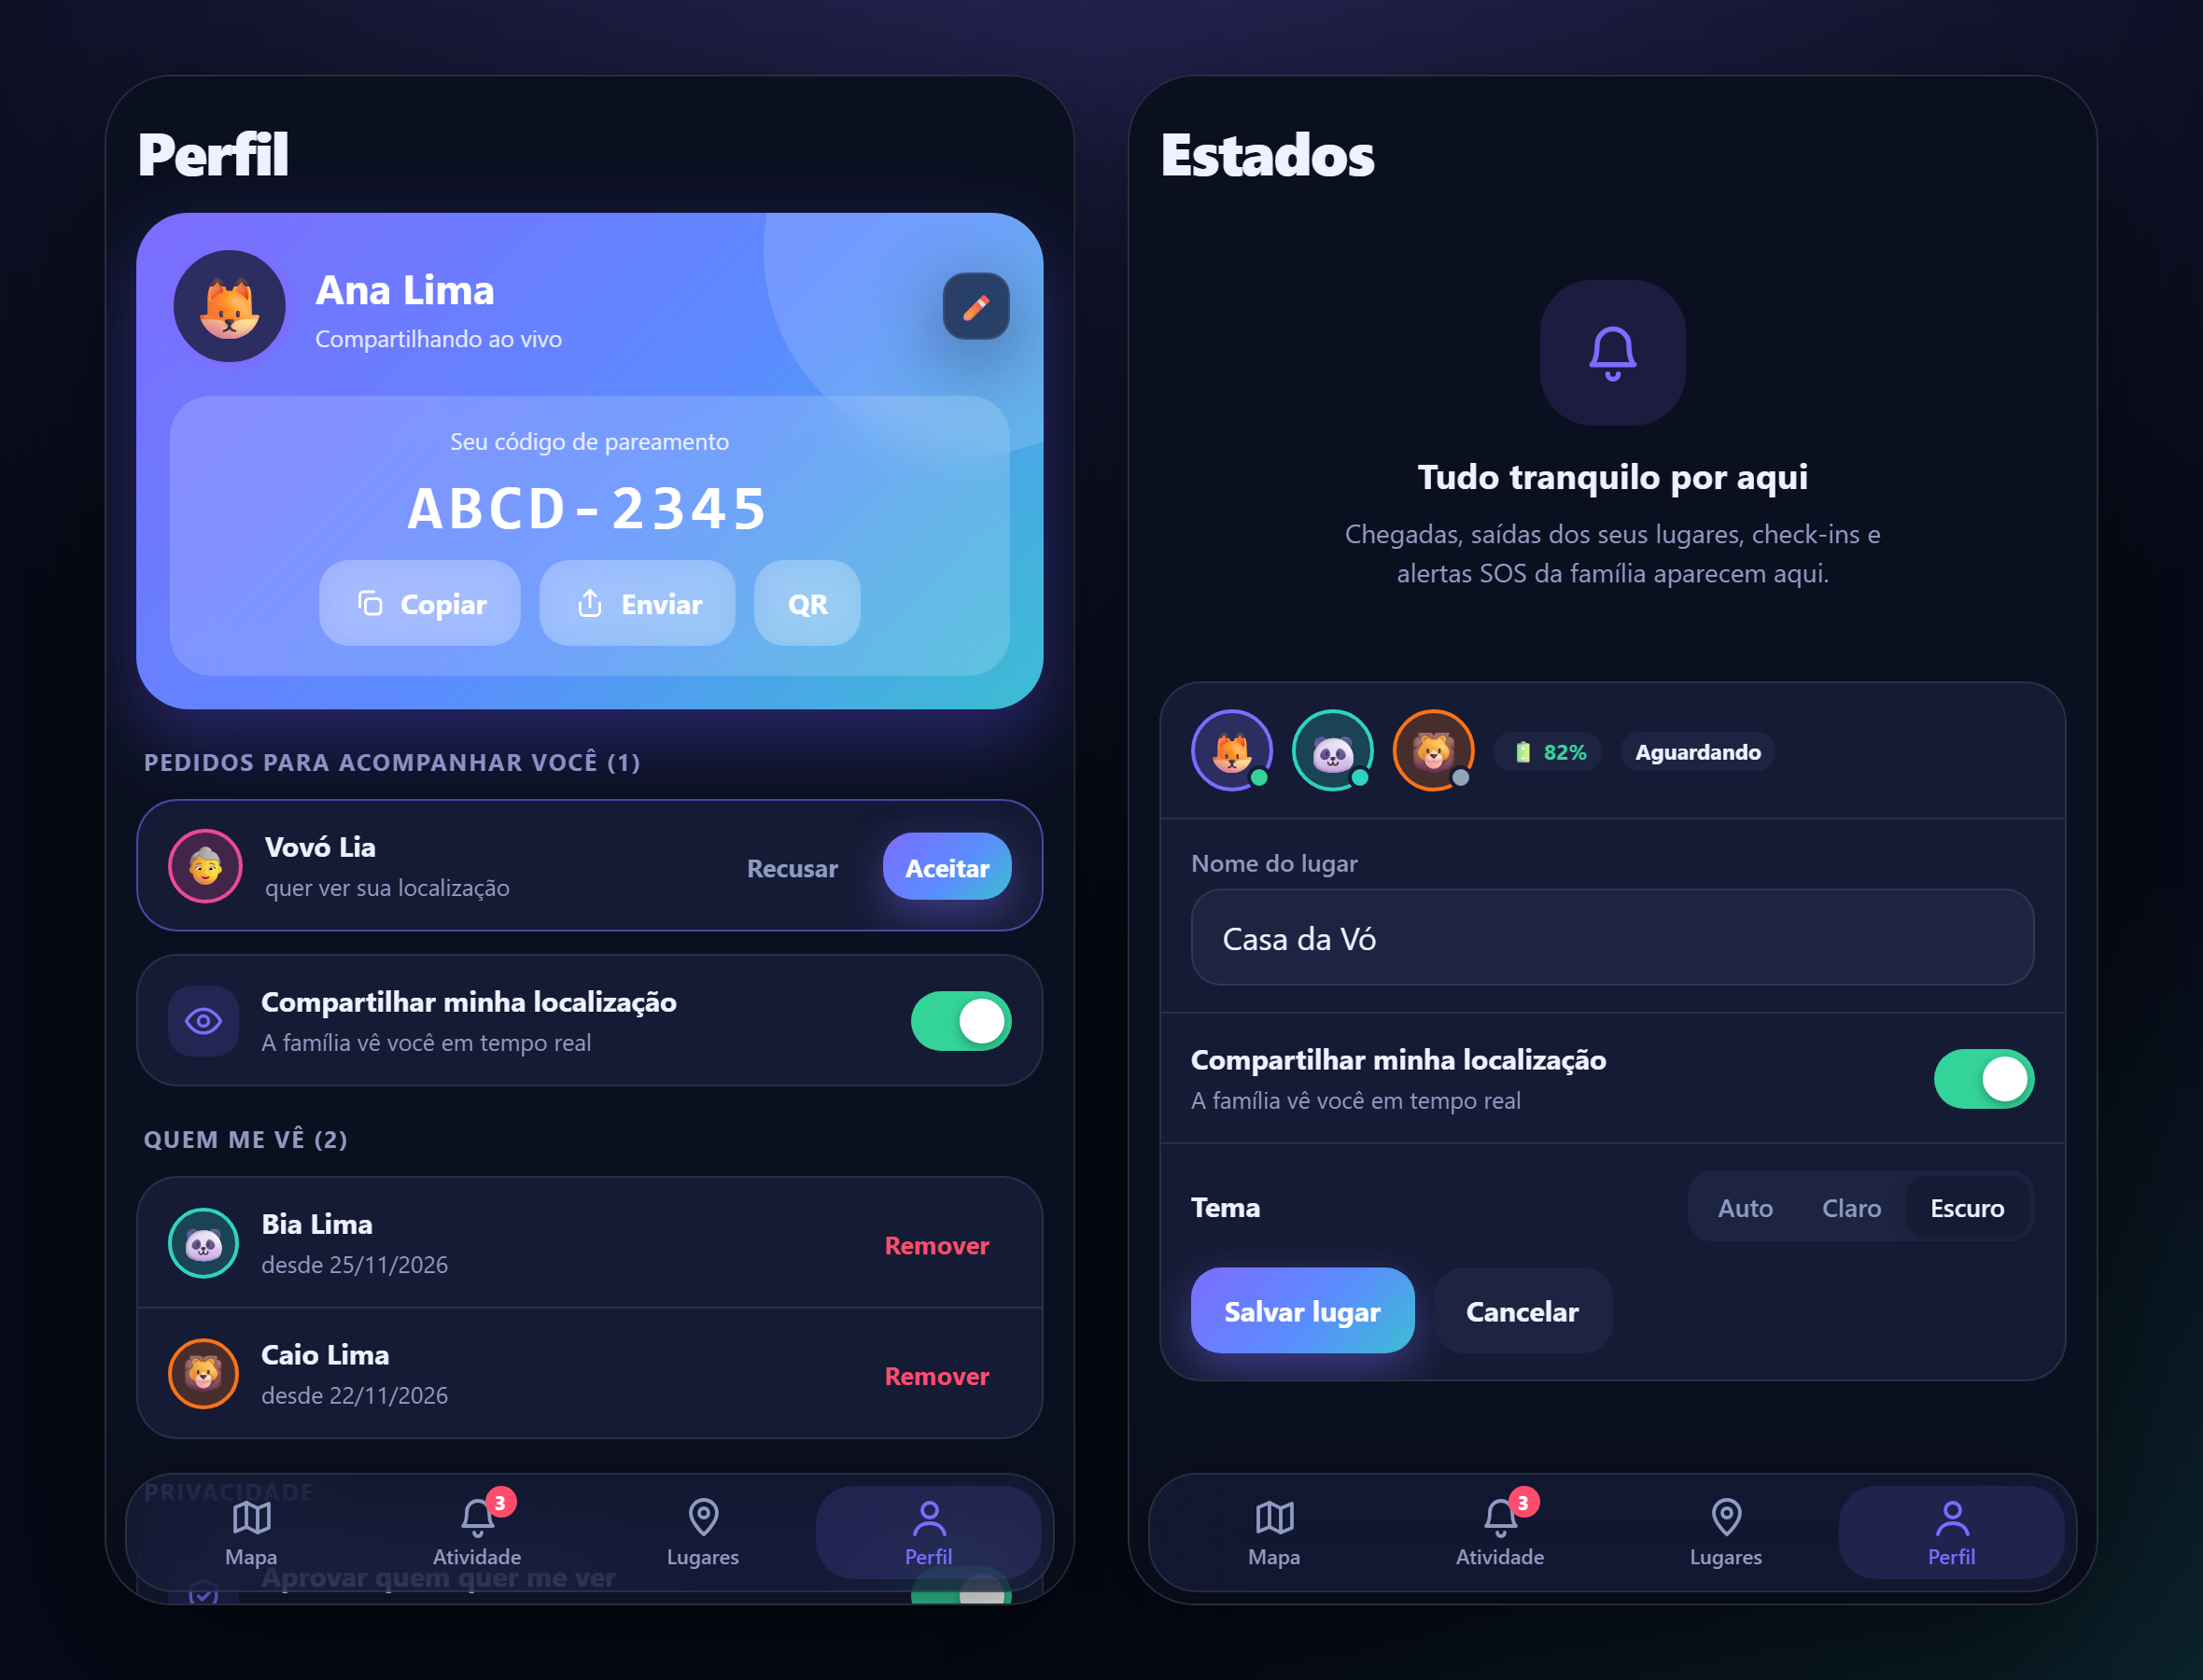 Perfil
Ana Lima
Compartilhando ao vivo
Seu código de pareamento
ABCD-2345
Copiar
Enviar
QR
PEDIDOS PARA ACOMPANHAR VOCÊ (1)
Vovó Lia
quer ver sua localização
Recusar
Aceitar
Compartilhar minha localização
A família vê você em tempo real
QUEM ME VÊ (2)
Bia Lima
desde 25/11/2026
Remover
Caio Lima
desde 22/11/2026
Remover
PRIVACIDADE
Aprovar quem quer me ver
Mapa
3
Atividade
Lugares
Perfil
Estados
Tudo tranquilo por aqui
Chegadas, saídas dos seus lugares, check-ins e
alertas SOS da família aparecem aqui.
82%
Aguardando
Nome do lugar
Casa da Vó
Compartilhar minha localização
A família vê você em tempo real
Tema
Auto
Claro
Escuro
Salvar lugar
Cancelar
Mapa
3
Atividade
Lugares
Perfil